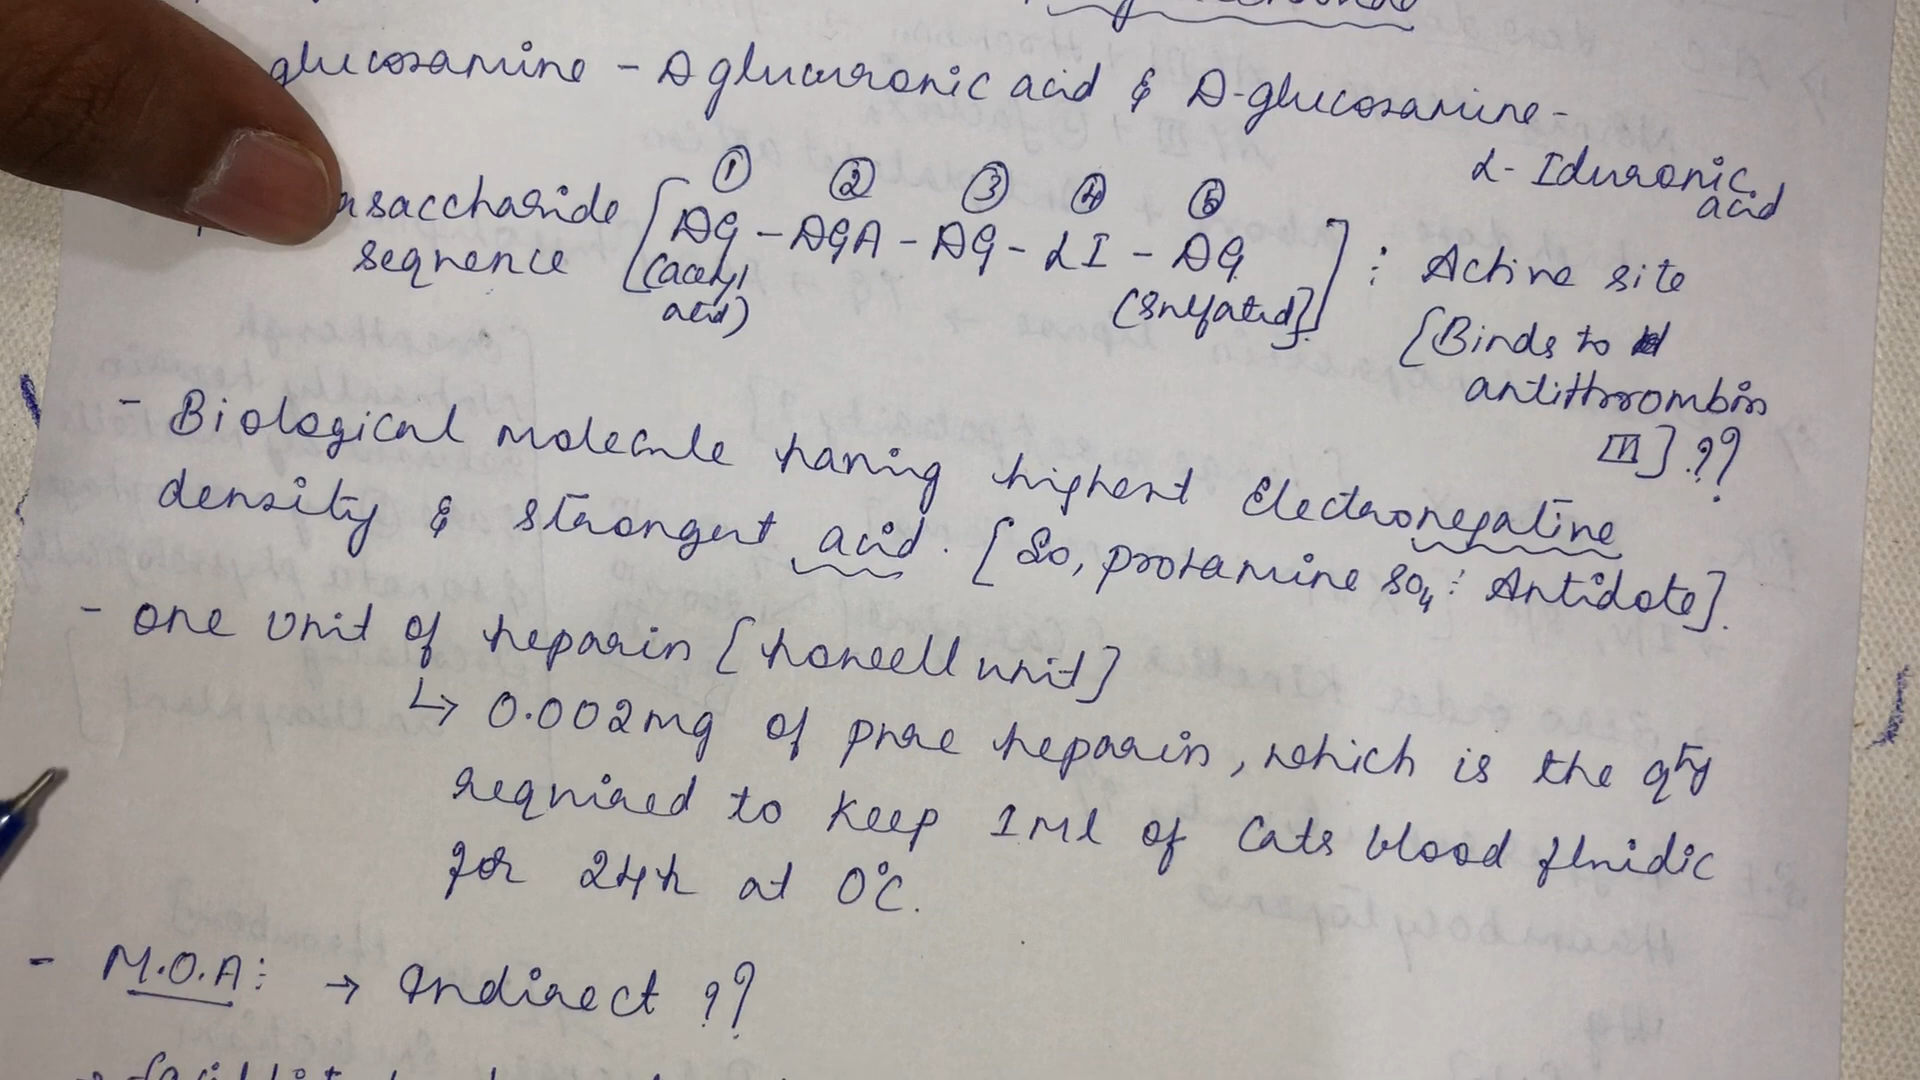 glucosamine - D glucuronic acid & D-glucosamine -
L- Iduronic acid
① ② ③ ④ ⑤
asaccharide sequence [DG - DGA - DG - LI - DG] : Active site
(acetyl atd) (Sulfated)
[Binds to
antithrombin
III] ??
- Biological molecule having highest Electronegative
density & strongest acid. [So, protamine SO4 : Antidote].
- One unit of heparin [Howell unit]
↳ 0.002mg of pure heparin, which is the qty
required to keep 1Ml of Cats blood fluidic
for 24h at 0°C.
- M.O.A: → Indirect ??